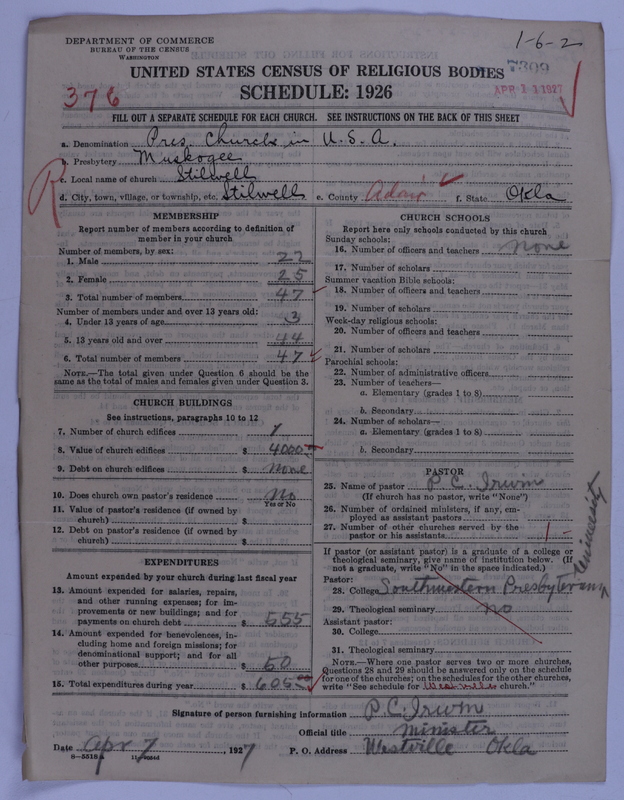 DEPARTMENT OF COMMERCE
BUREAU OF THE CENSUS
WASHINGTON
1-6-2
7309
UNITED STATES CENSUS OF RELIGIOUS BODIES
APR 11 1927
376
SCHEDULE: 1926
FILL OUT A SEPARATE SCHEDULE FOR EACH CHURCH. SEE INSTRUCTIONS ON THE BACK OF THIS SHEET
a. Denomination Pres. Church in U.S.A.
b. Presbytery Muskogee
c. Local name of church Stilwell
R
d. City, town, village, or township, etc. Stilwell e. County Adair f. State Okla
MEMBERSHIP
Report number of members according to definition of
member in your church
Number of members, by sex:
1. Male 22
2. Female 25
3. Total number of members 47
Number of members under and over 13 years old:
4. Under 13 years of age 3
5. 13 years old and over 44
6. Total number of members 47
NOTE.—The total given under Question 6 should be the
same as the total of males and females given under Question 3.
CHURCH BUILDINGS
See instructions, paragraphs 10 to 12
7. Number of church edifices 1
8. Value of church edifices $ 4000.00
9. Debt on church edifices $ None
10. Does church own pastor's residence No
Yes or No
11. Value of pastor's residence (if owned by
church) $
12. Debt on pastor's residence (if owned by
church) $
EXPENDITURES
Amount expended by your church during last fiscal year
13. Amount expended for salaries, repairs,
and other running expenses; for im-
provements or new buildings; and for
payments on church debt $ 555
14. Amount expended for benevolences, in-
cluding home and foreign missions; for
denominational support; and for all
other purposes $ 50
15. Total expenditures during year $ 605.00
CHURCH SCHOOLS
Report here only schools conducted by this church
Sunday schools:
16. Number of officers and teachers None
17. Number of scholars
Summer vacation Bible schools:
18. Number of officers and teachers
19. Number of scholars
Week-day religious schools:
20. Number of officers and teachers
21. Number of scholars
Parochial schools:
22. Number of administrative officers
23. Number of teachers—
a. Elementary (grades 1 to 8)
b. Secondary
24. Number of scholars—
a. Elementary (grades 1 to 8)
b. Secondary
PASTOR
25. Name of pastor P. C. Irwin
(If church has no pastor, write "None")
26. Number of ordained ministers, if any, em-
ployed as assistant pastors
27. Number of other churches served by the
pastor or his assistants 1
If pastor (or assistant pastor) is a graduate of a college or
theological seminary, give name of institution below. (If
not a graduate, write "No" in the space indicated.)
Pastor:
28. College Southwestern Presbyterian University
29. Theological seminary no
Assistant pastor:
30. College
31. Theological seminary
NOTE.—Where one pastor serves two or more churches,
Questions 28 and 29 should be answered only on the schedule
for one of the churches; on the schedules for the other churches,
write "See schedule for Westville church."
Signature of person furnishing information P. C. Irwin
Official title Minister
Date Apr 7 1927 P. O. Address Westville Okla
8-5518a